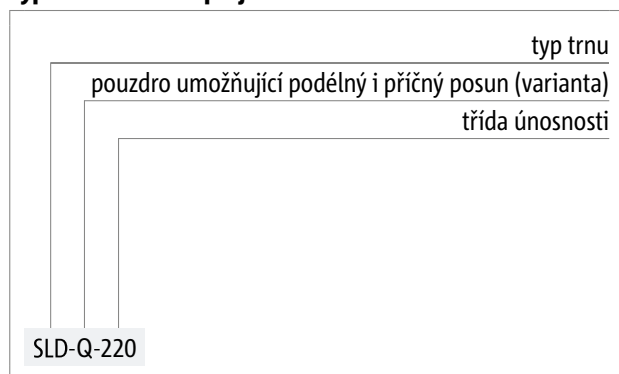 typ trnu
pouzdro umožňující podélný i příčný posun (varianta)
třída únosnosti
SLD-Q-220